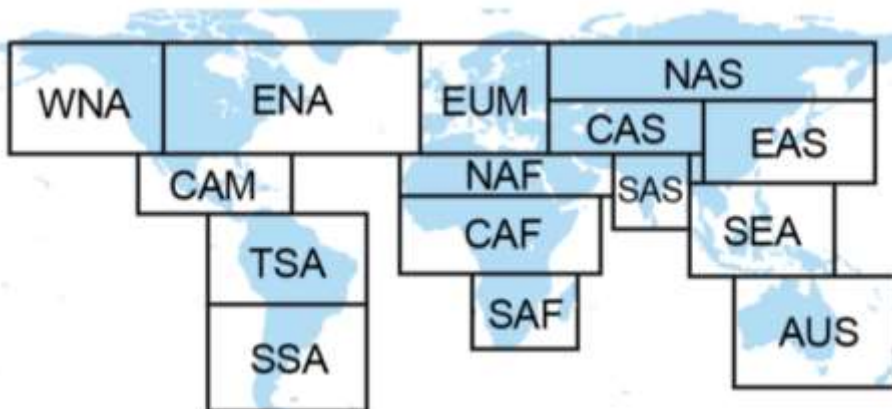 NAS
WNA
ENA
EUM
CAS
EAS
CAM
NAF
SAS
TSA
CAF
SEA
SAF
AUS
SSA